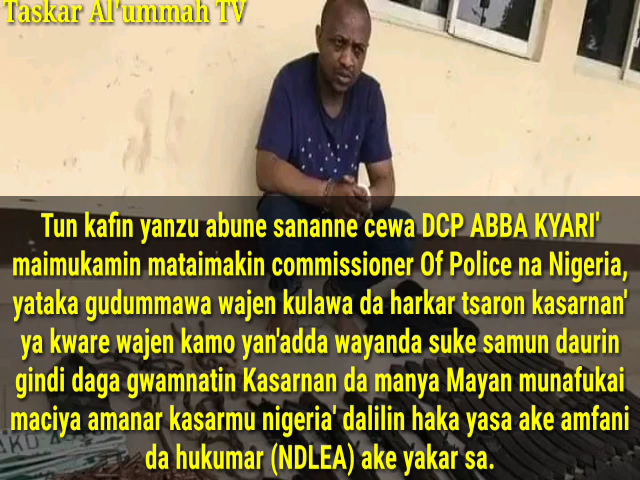 Taskar Al'ummah TV
Tun kafin yanzu abune sananne cewa DCP ABBA KYARI'
maimukamin mataimakin commissioner Of Police na Nigeria,
yataka gudummawa wajen kulawa da harkar tsaron kasarnan'
ya kware wajen kamo yan'adda wayanda suke samun daurin
gindi daga gwamnatin Kasarnan da manya Mayan munafukai
maciya amanar kasarmu nigeria' dalilin haka yasa ake amfani
da hukumar (NDLEA) ake yakar sa.